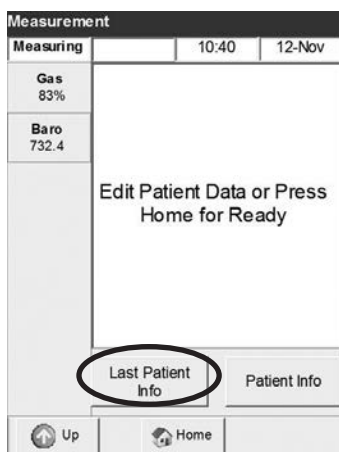 Measurement
Measuring 10:40 12-Nov
Gas
83%
Baro
732.4
Edit Patient Data or Press
Home for Ready
Last Patient
Info
Patient Info
Up Home